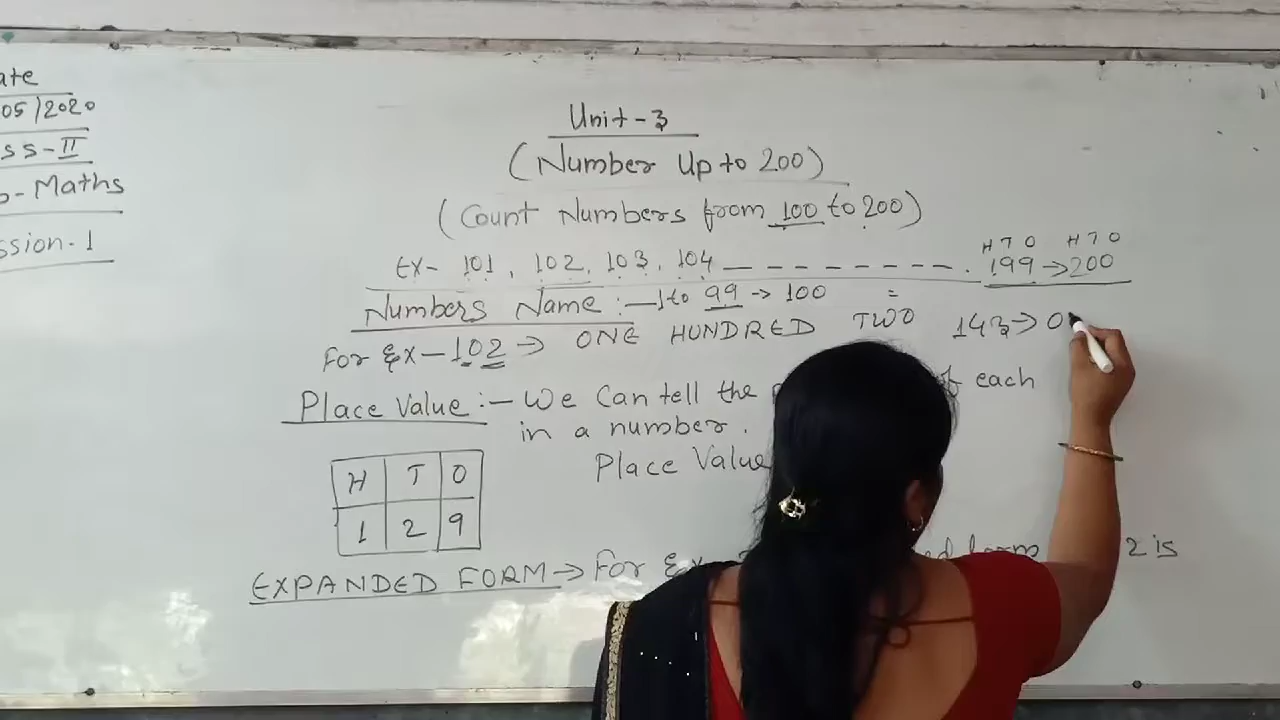 ate
05/2020
ss-II
- Maths
ssion-1
Unit-3
(Number Up to 200)
(Count Numbers from 100 to 200)
H T O H T O
Ex- 101, 102, 103, 104 _ _ _ _ _ _ _ _ . 199 → 200
Numbers Name :- 1 to 99 → 100
For Ex - 102 → ONE HUNDRED TWO 143 → O
Place Value :- We Can tell the of each
in a number.
Place Value
H T O
1 2 9
EXPANDED FORM → For Ex- 2 is